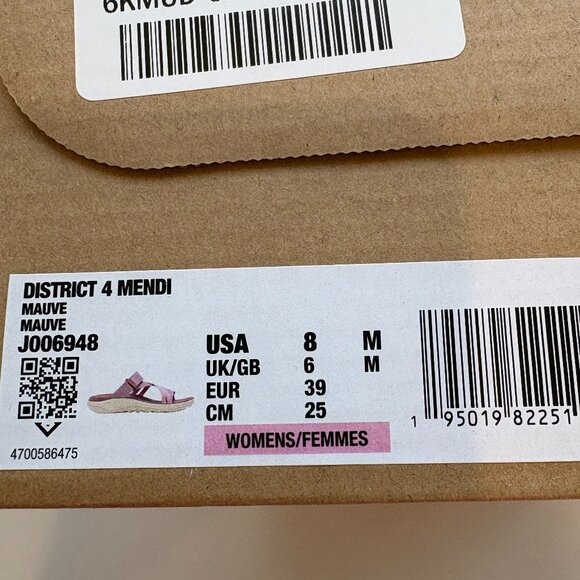 DISTRICT 4 MENDI
MAUVE
MAUVE
J006948
4700586475
USA 8 M
UK/GB 6 M
EUR 39
CM 25
WOMENS/FEMMES
1 95019 82251